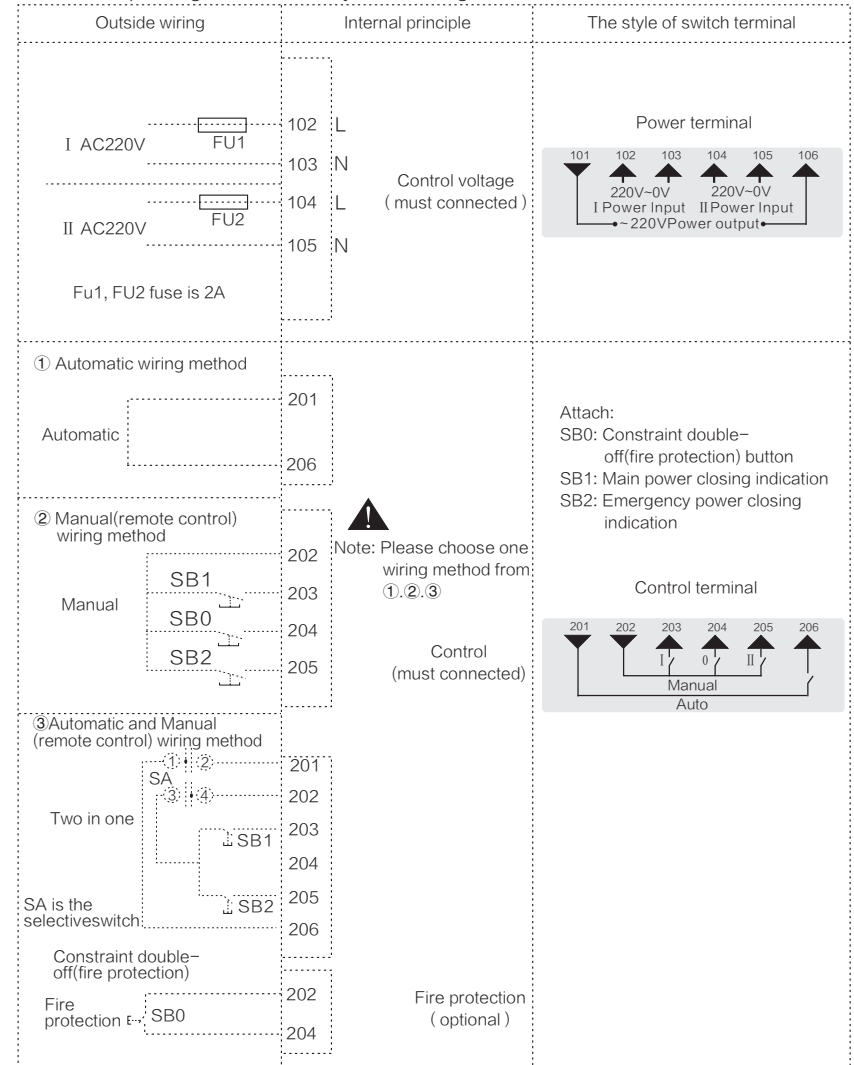 Outside wiring
Internal principle
The style of switch terminal
I AC220V
FU1
102 L
103 N
II AC220V
FU2
104 L
105 N
Fu1, FU2 fuse is 2A
Control voltage
( must connected )
Power terminal
101 102 103 104 105 106
220V~0V 220V~0V
I Power Input II Power Input
~220VPower output
① Automatic wiring method
Automatic
201
206
② Manual(remote control)
wiring method
Manual
SB1
SB0
SB2
202
203
204
205
!
Note: Please choose one
wiring method from
①.②.③
Control
(must connected)
Attach:
SB0: Constraint double-
off(fire protection) button
SB1: Main power closing indication
SB2: Emergency power closing
indication
Control terminal
201 202 203 204 205 206
I 0 II
Manual
Auto
③Automatic and Manual
(remote control) wiring method
① ②
SA
③ ④
Two in one
SB1
SB2
SA is the
selectiveswitch
201
202
203
204
205
206
Constraint double-
off(fire protection)
Fire
protection
SB0
202
204
Fire protection
( optional )